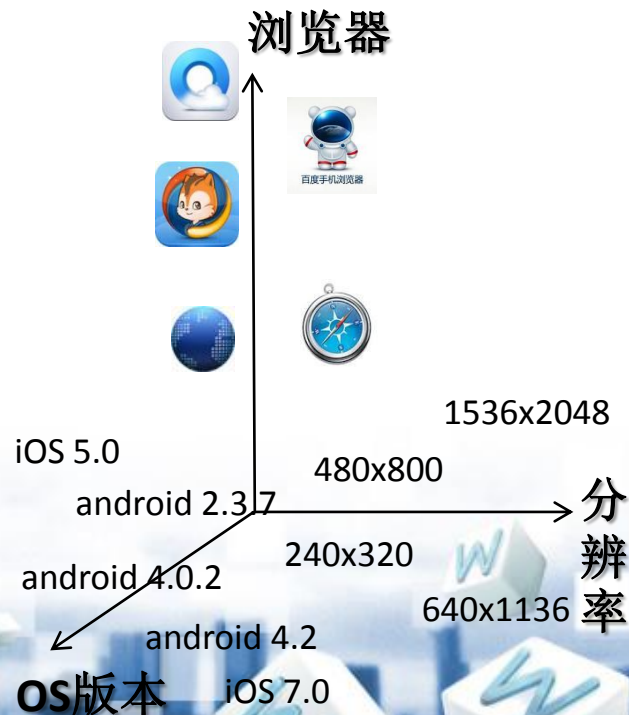 浏览器
百度手机浏览器
1536x2048
iOS 5.0
480x800
android 2.3.7
分辨率
240x320
android 4.0.2
640x1136
android 4.2
OS版本
iOS 7.0
W
W